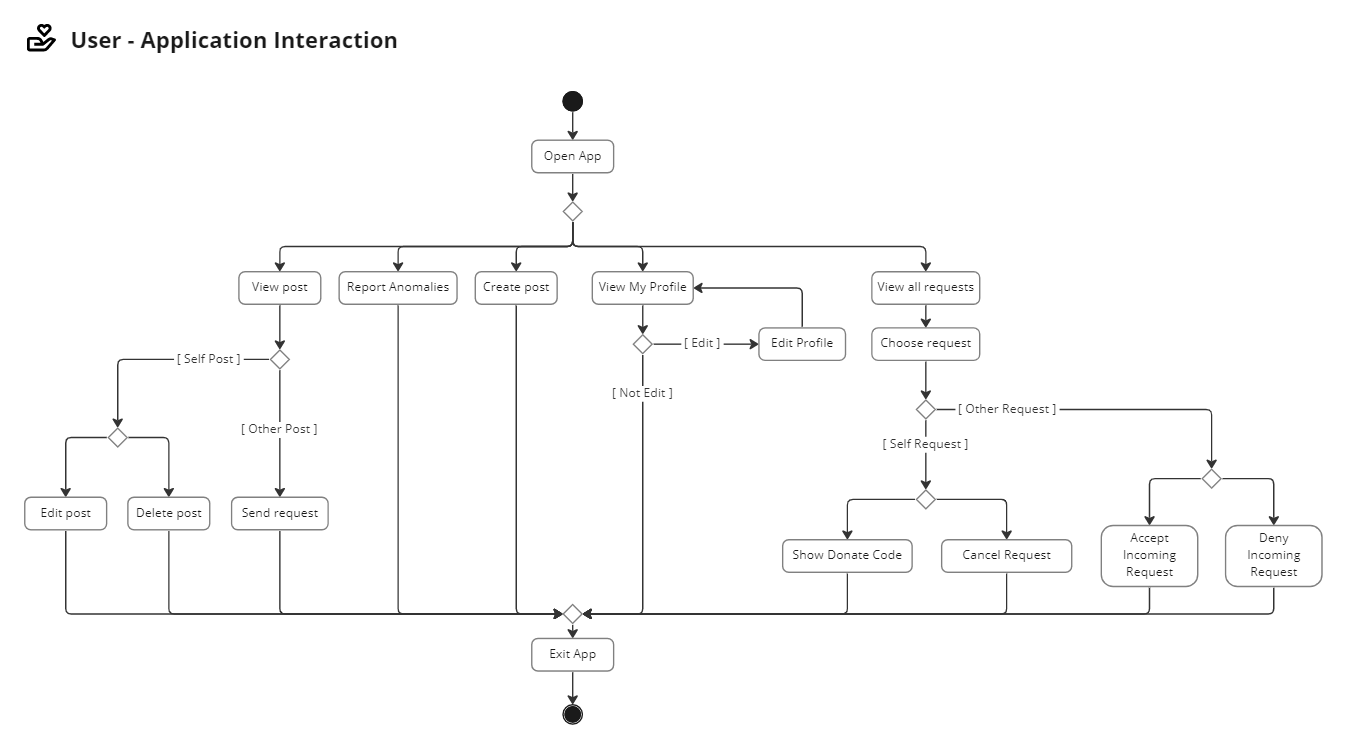 User - Application Interaction
Open App
View post
Report Anomalies
Create post
View My Profile
View all requests
[ Edit ]
Edit Profile
Choose request
[ Self Post ]
[ Not Edit ]
[ Other Request ]
[ Other Post ]
[ Self Request ]
Edit post
Delete post
Send request
Show Donate Code
Cancel Request
Accept
Incoming
Request
Deny
Incoming
Request
Exit App